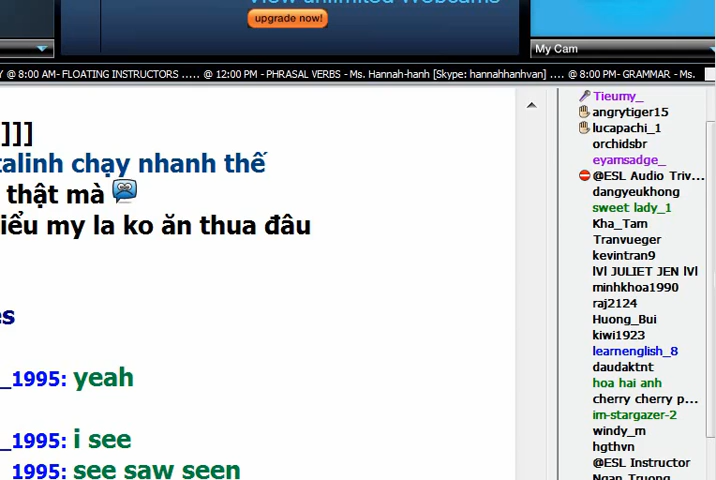 upgrade now!
My Cam
@ 8:00 AM- FLOATING INSTRUCTORS ..... @ 12:00 PM - PHRASAL VERBS - Ms. Hannah-hanh [Skype: hannahhanhvan] .... @ 8:00 PM- GRAMMAR - Ms.
]]]
talinh chạy nhanh thế
thật mà
iểu my la ko ăn thua đâu
es
_1995: yeah
_1995: i see
_1995: see saw seen
Tieumy_
angrytiger15
lucapachi_1
orchidsbr
eyamsadge_
@ESL Audio Triv...
dangyeukhong
sweet lady_1
Kha_Tam
Tranvueger
kevintran9
lVl JULIET JEN lVl
minhkhoa1990
raj2124
Huong_Bui
kiwi1923
learnenglish_8
daudaktnt
hoa hai anh
cherry cherry p...
im-stargazer-2
windy_m
hgthvn
@ESL Instructor
Ngan_Truong